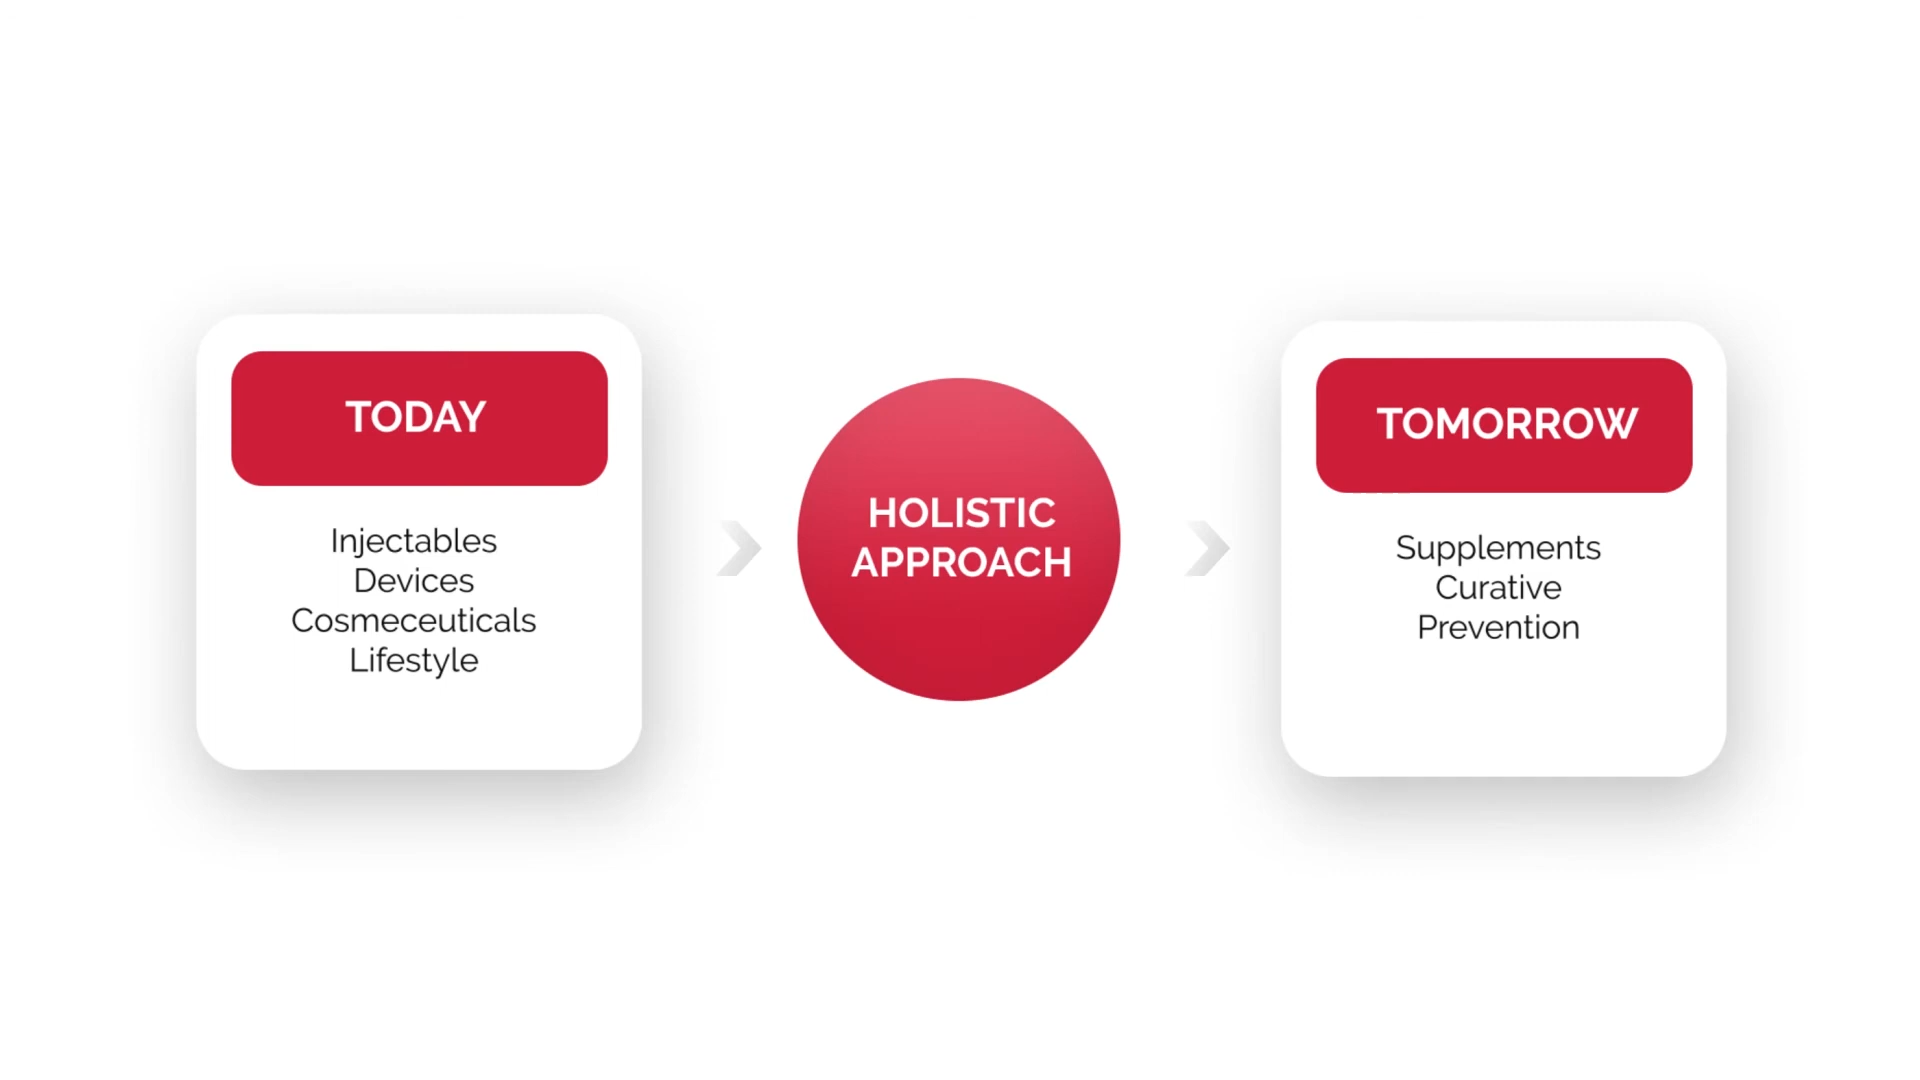 TODAY
Injectables
Devices
Cosmeceuticals
Lifestyle
HOLISTIC
APPROACH
TOMORROW
Supplements
Curative
Prevention